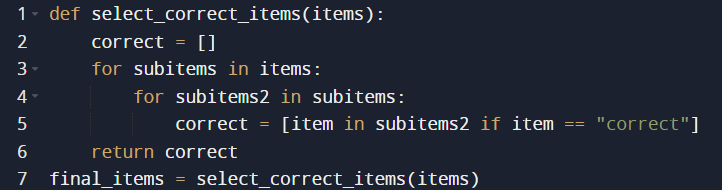 1 def select_correct_items(items):
2     correct = []
3     for subitems in items:
4         for subitems2 in subitems:
5             correct = [item in subitems2 if item == "correct"]
6     return correct
7 final_items = select_correct_items(items)